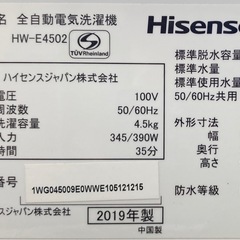 名 全自動電気洗濯機
HW-E4502
TÜVRheinland
Hisense
ハイセンスジャパン株式会社
電圧 100V
周波数 50/60Hz
洗濯容量 4.5kg
電力 345/390W
時間 35分
番号
1WG045009E0WWE105121215
ンスジャパン株式会社
2019年製
中国製
標準脱水容量
標準水量
標準使用水量
50/60Hz共用
外形寸法
幅
奥行
高さ
防水等級